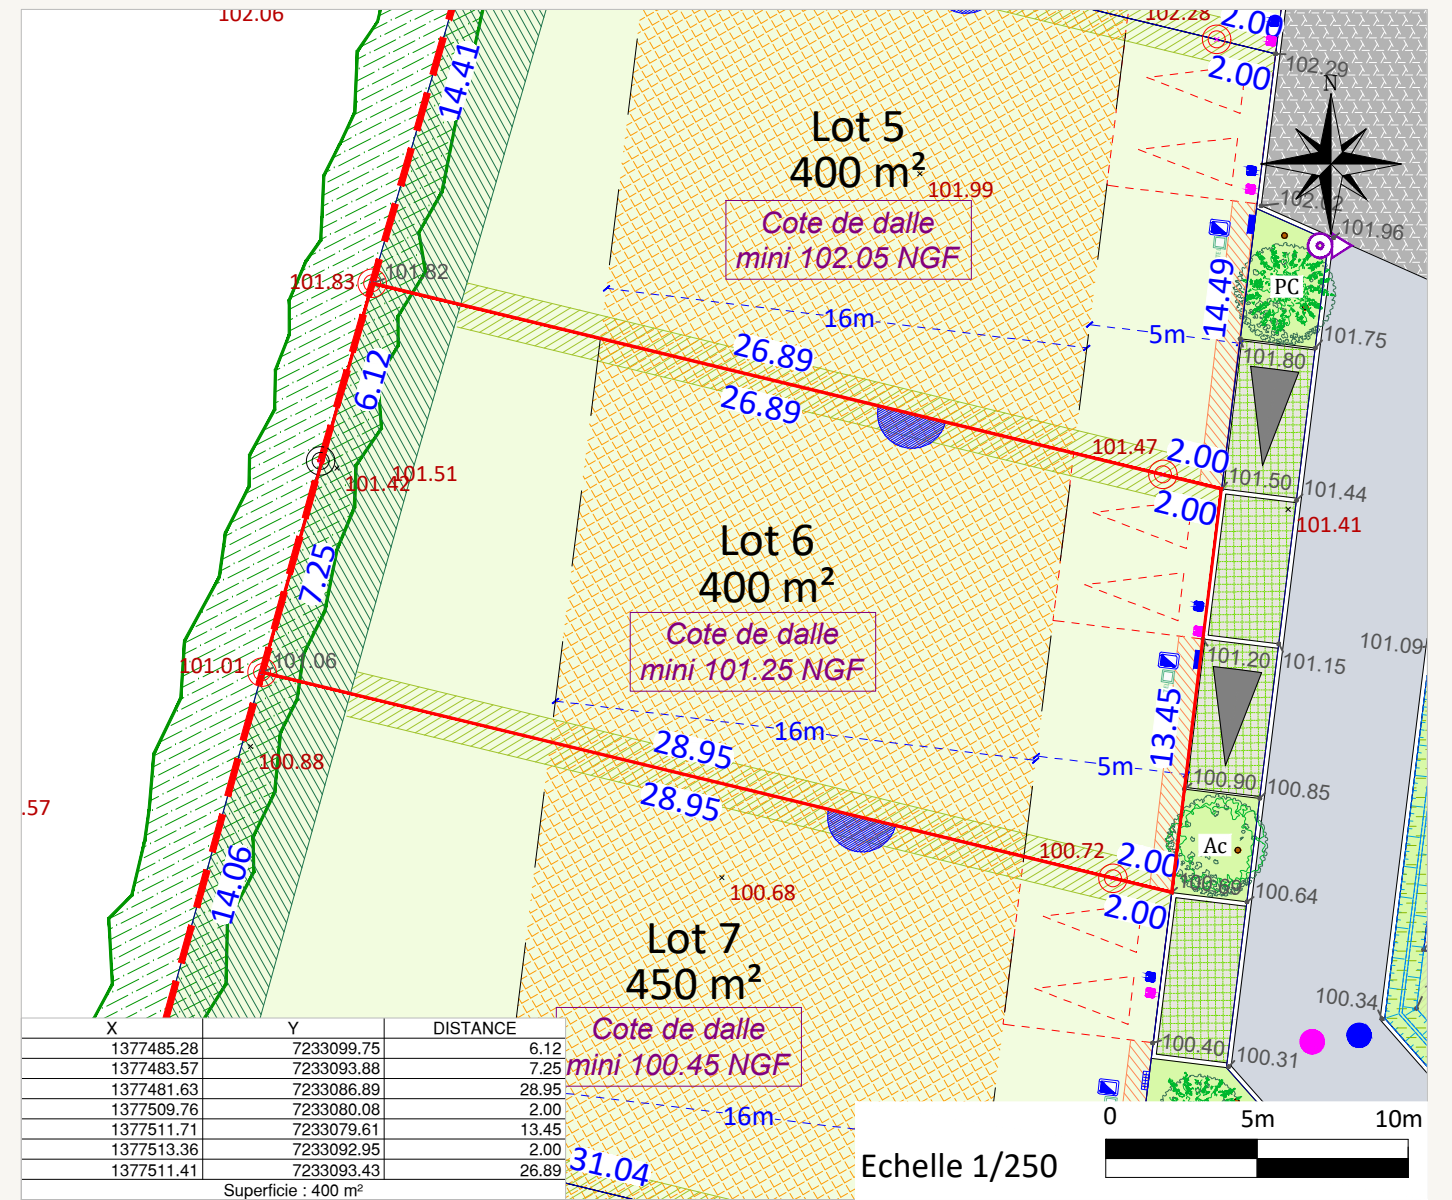 102.06
102.28
2.00
14.41
2.00
102.29
N
Lot 5
400 m²
101.99
Cote de dalle
mini 102.05 NGF
102.02
101.96
101.83
101.82
14.49
PC
16m
5m
101.75
26.89
101.80
6.12
26.89
101.47
2.00
101.42
101.51
101.50
101.44
2.00
101.41
Lot 6
400 m²
7.25
Cote de dalle
mini 101.25 NGF
101.09
101.01
101.06
101.20
101.15
13.45
16m
28.95
5m
100.88
100.90
100.85
.57
28.95
Ac
100.72
2.00
14.06
100.68
100.64
2.00
Lot 7
450 m²
Cote de dalle
mini 100.45 NGF
100.34
100.40
100.31
16m
31.04
X Y DISTANCE
1377485.28 7233099.75 6.12
1377483.57 7233093.88 7.25
1377481.63 7233086.89 28.95
1377509.76 7233080.08 2.00
1377511.71 7233079.61 13.45
1377513.36 7233092.95 2.00
1377511.41 7233093.43 26.89
Superficie : 400 m²
0 5m 10m
Echelle 1/250